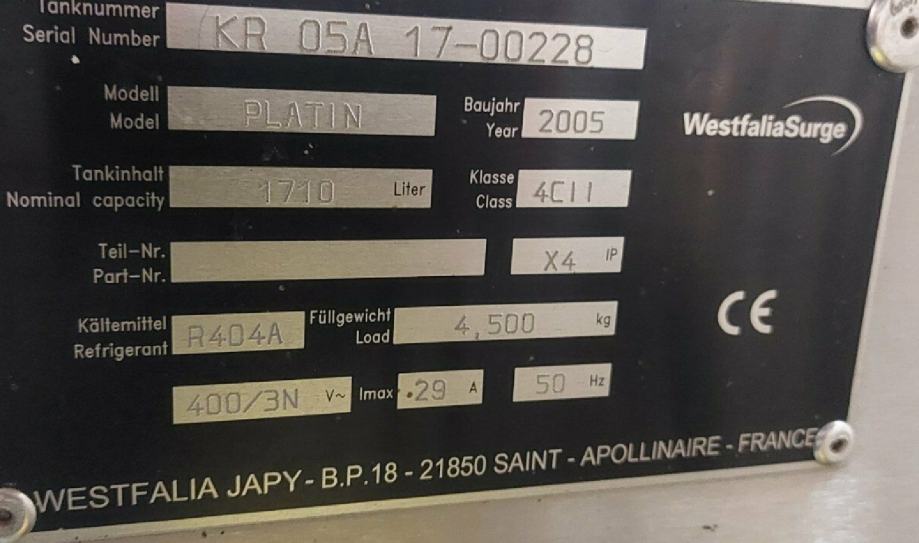 Tanknummer
Serial Number KR 05A 17-00228
Modell
Model PLATIN
Baujahr
Year 2005
WestfaliaSurge
Tankinhalt
Nominal capacity 1710 Liter
Klasse
Class 4CII
Teil-Nr.
Part-Nr.
X4 IP
Kältemittel
Refrigerant R404A
Füllgewicht
Load 4,500 kg
CE
400/3N V~ Imax .29 A 50 Hz
WESTFALIA JAPY - B.P.18 - 21850 SAINT - APOLLINAIRE - FRANCE